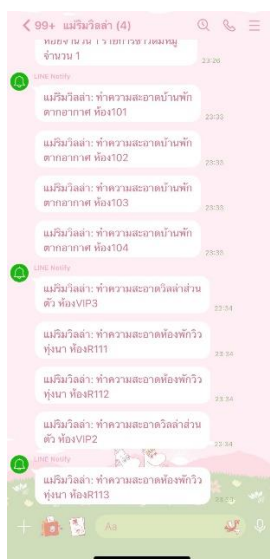 99+ แม่ริมวิลล่า (4)
จำนวน 1
23:26
LINE Notify
แม่ริมวิลล่า: ทำความสะอาดบ้านพัก
ตากอากาศ ห้อง101
23:33
แม่ริมวิลล่า: ทำความสะอาดบ้านพัก
ตากอากาศ ห้อง102
23:33
แม่ริมวิลล่า: ทำความสะอาดบ้านพัก
ตากอากาศ ห้อง103
23:33
แม่ริมวิลล่า: ทำความสะอาดบ้านพัก
ตากอากาศ ห้อง104
23:33
LINE Notify
แม่ริมวิลล่า: ทำความสะอาดวิลล่าส่วน
ตัว ห้องVIP3
23:34
แม่ริมวิลล่า: ทำความสะอาดห้องพักวิว
ทุ่งนา ห้องR111
23:34
แม่ริมวิลล่า: ทำความสะอาดห้องพักวิว
ทุ่งนา ห้องR112
23:34
แม่ริมวิลล่า: ทำความสะอาดวิลล่าส่วน
ตัว ห้องVIP2
23:34
LINE Notify
แม่ริมวิลล่า: ทำความสะอาดห้องพักวิว
ทุ่งนา ห้องR113
Aa